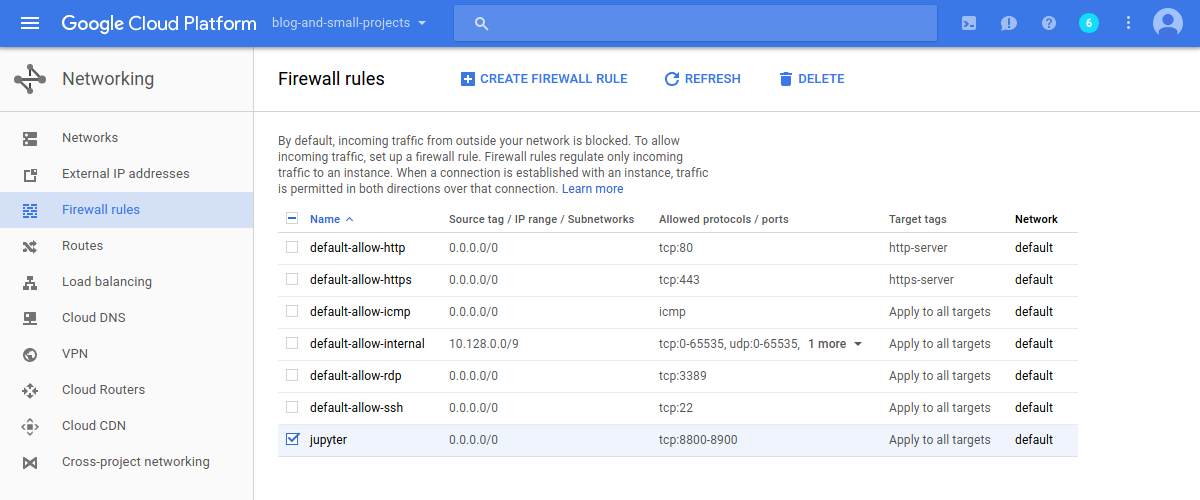 Google Cloud Platform blog-and-small-projects 6
Networking
Firewall rules CREATE FIREWALL RULE REFRESH DELETE
Networks
External IP addresses
Firewall rules
Routes
Load balancing
Cloud DNS
VPN
Cloud Routers
Cloud CDN
Cross-project networking
By default, incoming traffic from outside your network is blocked. To allow
incoming traffic, set up a firewall rule. Firewall rules regulate only incoming
traffic to an instance. When a connection is established with an instance, traffic
is permitted in both directions over that connection. Learn more
Name Source tag / IP range / Subnetworks Allowed protocols / ports Target tags Network
default-allow-http 0.0.0.0/0 tcp:80 http-server default
default-allow-https 0.0.0.0/0 tcp:443 https-server default
default-allow-icmp 0.0.0.0/0 icmp Apply to all targets default
default-allow-internal 10.128.0.0/9 tcp:0-65535, udp:0-65535, 1 more Apply to all targets default
default-allow-rdp 0.0.0.0/0 tcp:3389 Apply to all targets default
default-allow-ssh 0.0.0.0/0 tcp:22 Apply to all targets default
jupyter 0.0.0.0/0 tcp:8800-8900 Apply to all targets default